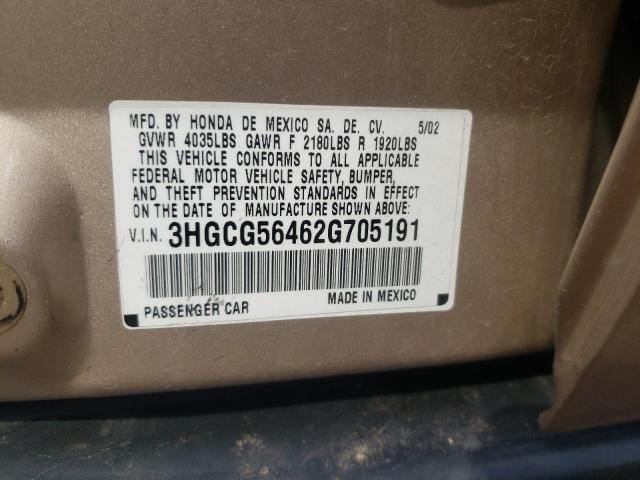 MFD. BY HONDA DE MEXICO SA. DE. CV. 5/02
GVWR 4035LBS GAWR F 2180LBS R 1920LBS
THIS VEHICLE CONFORMS TO ALL APPLICABLE
FEDERAL MOTOR VEHICLE SAFETY, BUMPER,
AND THEFT PREVENTION STANDARDS IN EFFECT
ON THE DATE OF MANUFACTURE SHOWN ABOVE:
V.I.N. 3HGCG56462G705191
PASSENGER CAR MADE IN MEXICO